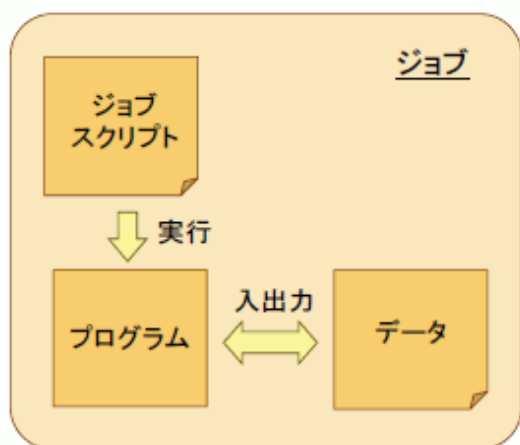 ジョブ
ジョブ
スクリプト
実行
プログラム
入出力
データ